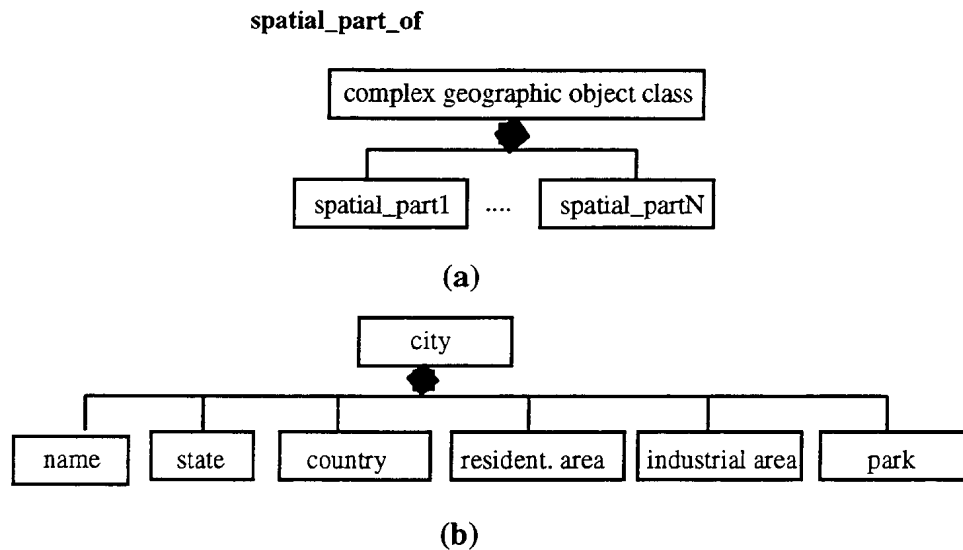 spatial_part_of
complex geographic object class
spatial_part1 .... spatial_partN
(a)
city
name state country resident. area industrial area park
(b)